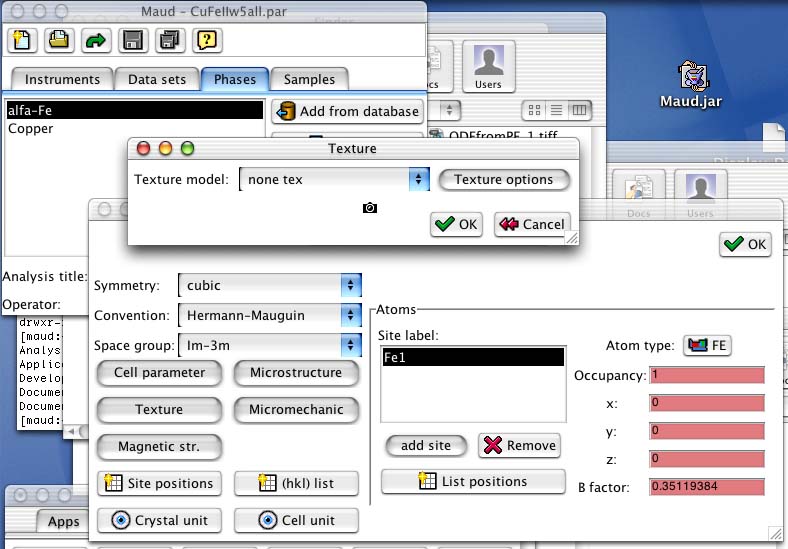 Maud - CuFeIIw5all.par
Instruments
Data sets
Phases
Samples
Users
alfa-Fe
Copper
Add from database
ODFfromPF 1.tiff
Maud.jar
Texture
Texture model:
none tex
Texture options
OK
Cancel
Docs
Users
OK
Analysis title:
Operator:
drwxr-
[maud:
Analys
Applic
Develo
Docume
Docume
[maud:
Symmetry:
cubic
Convention:
Hermann-Mauguin
Space group:
Im-3m
Cell parameter
Microstructure
Texture
Micromechanic
Magnetic str.
Site positions
(hkl) list
Crystal unit
Cell unit
Atoms
Site label:
Fe1
add site
Remove
List positions
Atom type:
FE
Occupancy:
1
x:
0
y:
0
z:
0
B factor:
0.35119384
Apps